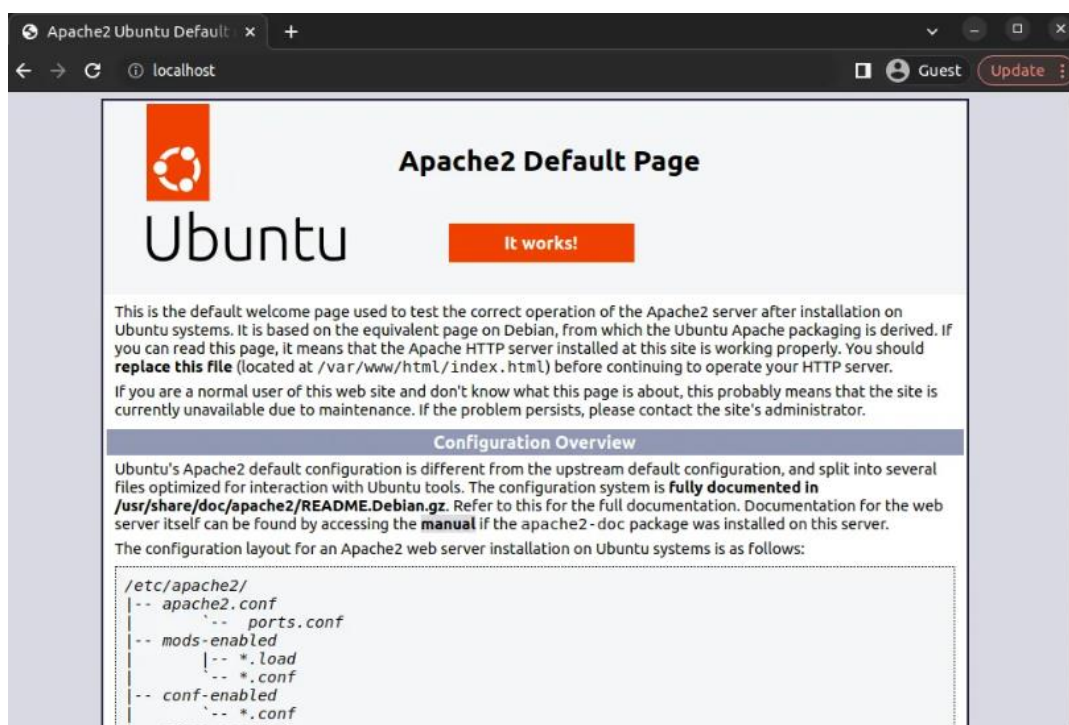 Apache2 Ubuntu Default
localhost
Guest
Update
Ubuntu
Apache2 Default Page
It works!
This is the default welcome page used to test the correct operation of the Apache2 server after installation on
Ubuntu systems. It is based on the equivalent page on Debian, from which the Ubuntu Apache packaging is derived. If
you can read this page, it means that the Apache HTTP server installed at this site is working properly. You should
replace this file (located at /var/www/html/index.html) before continuing to operate your HTTP server.
If you are a normal user of this web site and don't know what this page is about, this probably means that the site is
currently unavailable due to maintenance. If the problem persists, please contact the site's administrator.
Configuration Overview
Ubuntu's Apache2 default configuration is different from the upstream default configuration, and split into several
files optimized for interaction with Ubuntu tools. The configuration system is fully documented in
/usr/share/doc/apache2/README.Debian.gz. Refer to this for the full documentation. Documentation for the web
server itself can be found by accessing the manual if the apache2-doc package was installed on this server.
The configuration layout for an Apache2 web server installation on Ubuntu systems is as follows:
/etc/apache2/
|-- apache2.conf
|       `--  ports.conf
|-- mods-enabled
|       |-- *.load
|       `-- *.conf
|-- conf-enabled
|       `-- *.conf